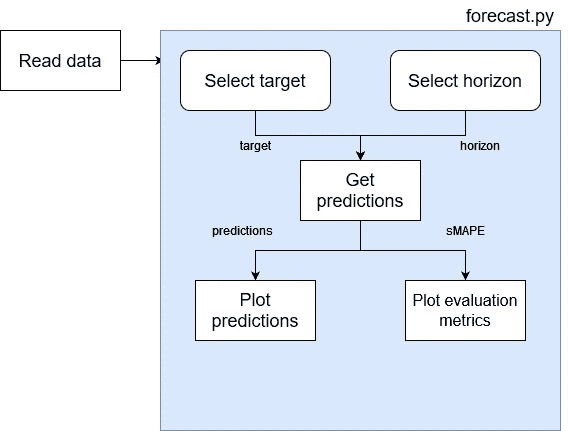 forecast.py
Read data
Select target
Select horizon
target
horizon
Get
predictions
predictions
sMAPE
Plot
predictions
Plot evaluation
metrics